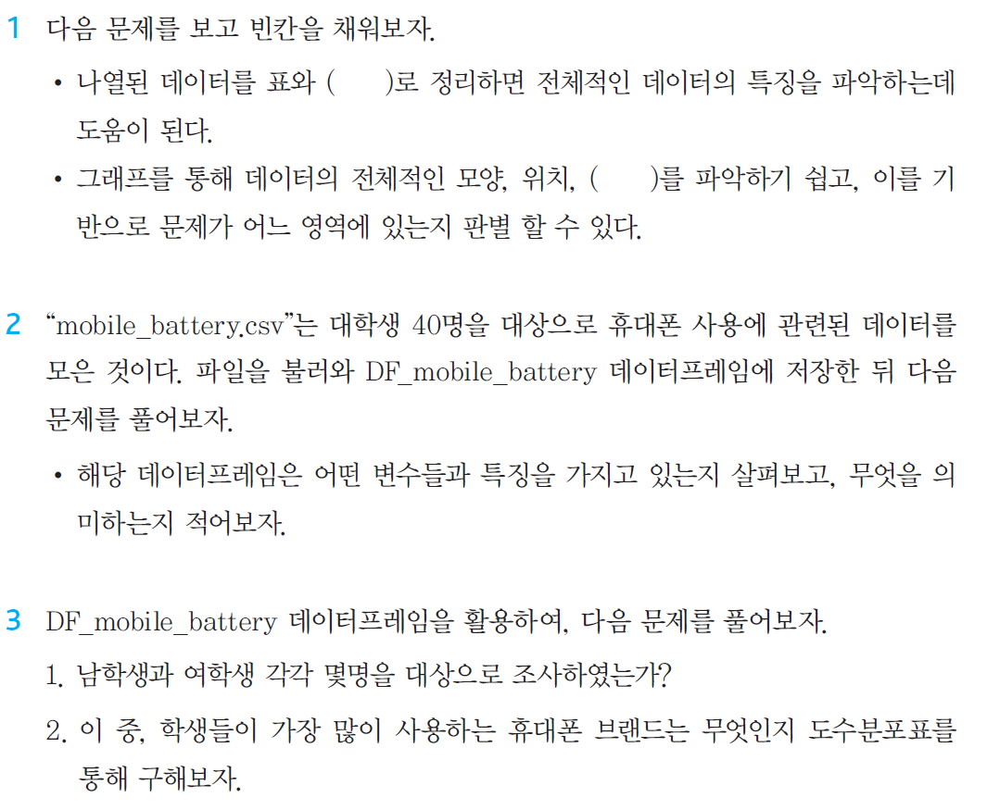 1 다음 문제를 보고 빈칸을 채워보자.
• 나열된 데이터를 표와 (      )로 정리하면 전체적인 데이터의 특징을 파악하는데
도움이 된다.
• 그래프를 통해 데이터의 전체적인 모양, 위치, (      )를 파악하기 쉽고, 이를 기
반으로 문제가 어느 영역에 있는지 판별 할 수 있다.
2 “mobile_battery.csv”는 대학생 40명을 대상으로 휴대폰 사용에 관련된 데이터를
모은 것이다. 파일을 불러와 DF_mobile_battery 데이터프레임에 저장한 뒤 다음
문제를 풀어보자.
• 해당 데이터프레임은 어떤 변수들과 특징을 가지고 있는지 살펴보고, 무엇을 의
미하는지 적어보자.
3 DF_mobile_battery 데이터프레임을 활용하여, 다음 문제를 풀어보자.
1. 남학생과 여학생 각각 몇명을 대상으로 조사하였는가?
2. 이 중, 학생들이 가장 많이 사용하는 휴대폰 브랜드는 무엇인지 도수분포표를
통해 구해보자.